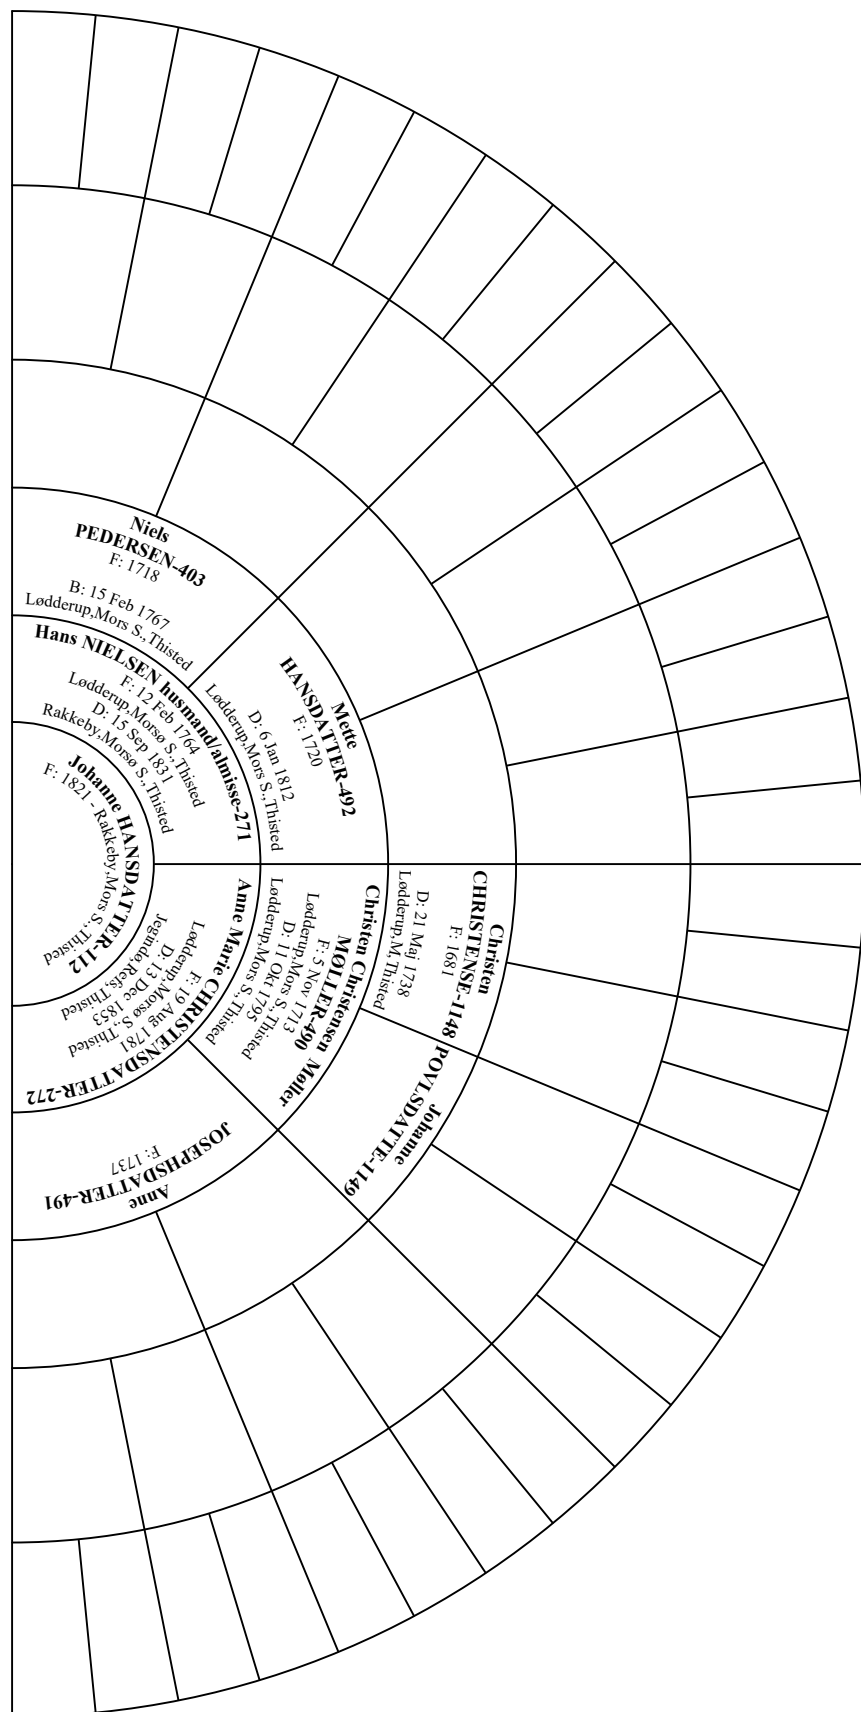 Niels
PEDERSEN-403
F: 1718
B: 15 Feb 1767
Lødderup,Mors S.,Thisted
Hans NIELSEN husmand/almisse-271
F: 12 Feb 1764
Lødderup,Morsø S.,Thisted
D: 15 Sep 1831
Rakkeby,Morsø S.,Thisted
Mette
HANSDATTER-492
F: 1720
D: 6 Jan 1812
Lødderup,Mors S.,Thisted
Johanne HANSDATTER-112
F: 1821 - Rakkeby,Mors S.,Thisted
Christen
CHRISTENSE-1148
F: 1681
D: 21 Maj 1738
Lødderup,M,Thisted
Christen Christensen Møller
MØLLER-490
F: 5 Nov 1713
Lødderup,Mors S.,Thisted
D: 11 Okt 1795
Lødderup,Mors S.,Thisted
Anne Marie CHRISTENSDATTER-272
F: 19 Aug 1781
Lødderup,Morsø S.,Thisted
D: 13 Dec 1853
Jegindø,Refs,Thisted
Johanne
POVLSDATTE-1149
Anne
JOSEPHSDATTER-491
F: 1737